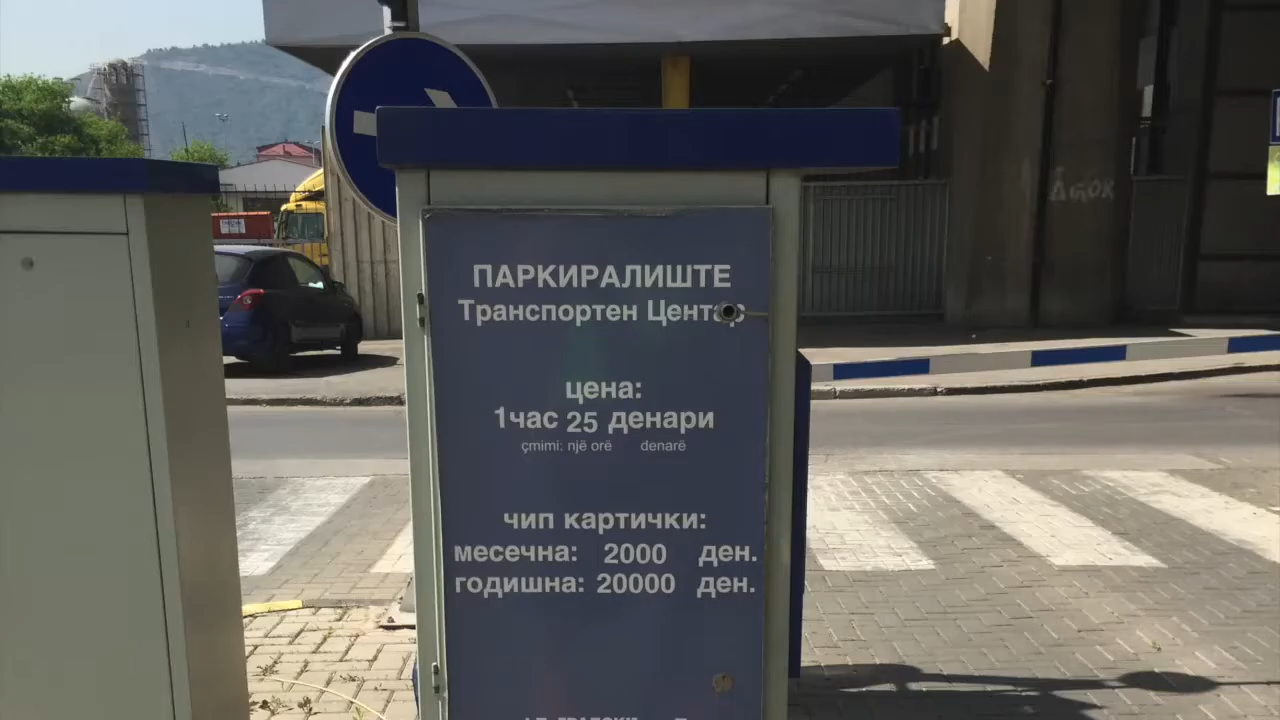 ПАРКИРАЛИШТЕ
Транспортен Центар
цена:
1час 25 денари
çmimi: një orë denarë
чип картички:
месечна: 2000 ден.
годишна: 20000 ден.